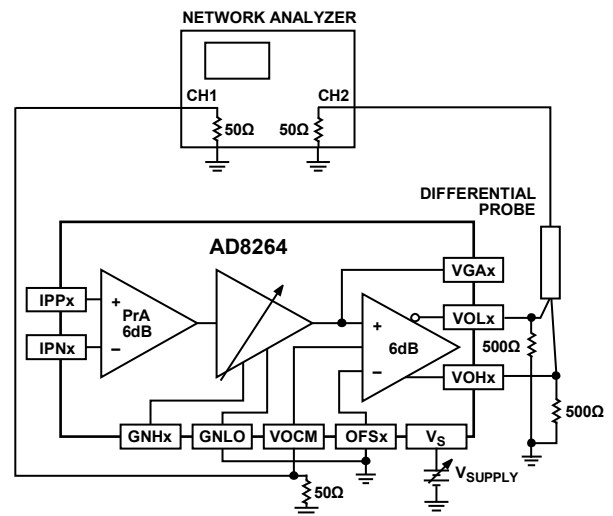 NETWORK ANALYZER
CH1
CH2
50Ω
50Ω
DIFFERENTIAL
PROBE
AD8264
VGAx
IPPx
+
PrA
6dB
+
6dB
VOLx
IPNx
–
–
500Ω
VOHx
500Ω
GNHx
GNLO
VOCM
OFSx
VS
50Ω
VSUPPLY